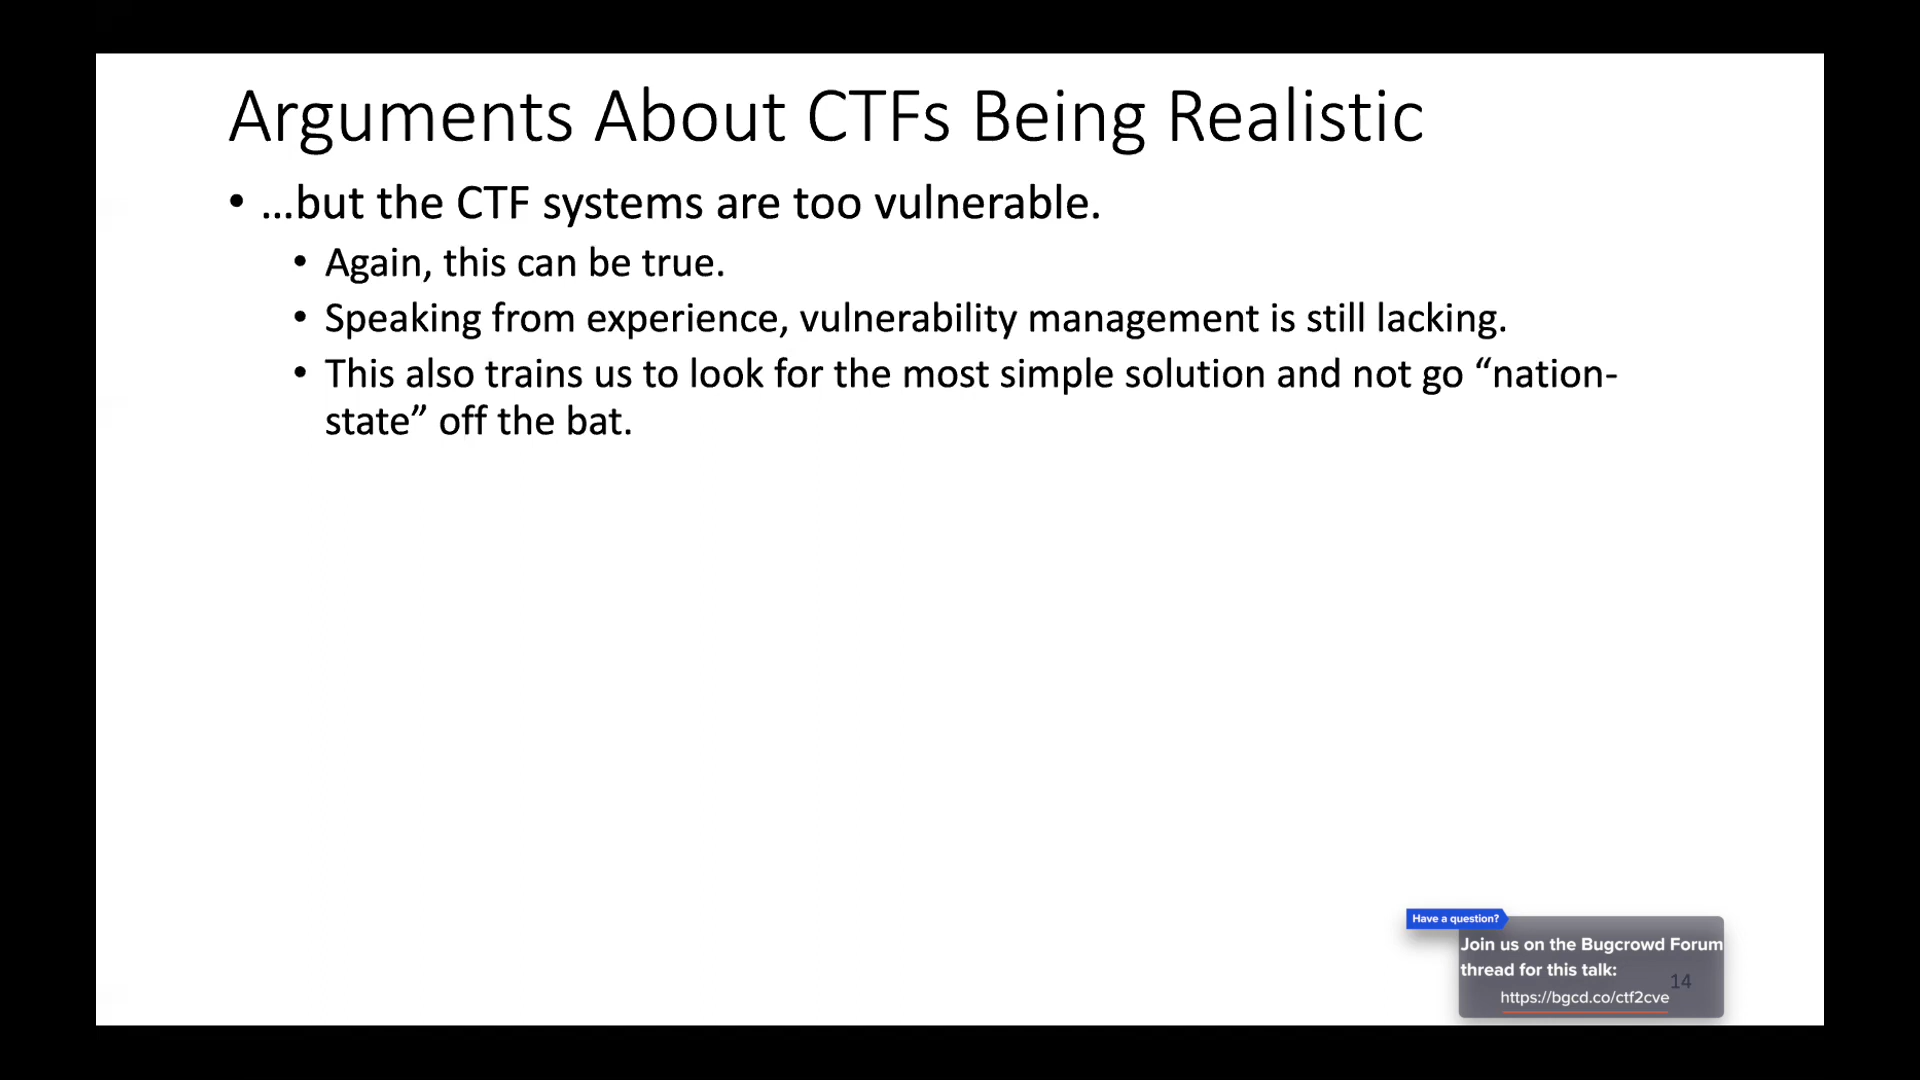 Arguments About CTFs Being Realistic
• …but the CTF systems are too vulnerable.
• Again, this can be true.
• Speaking from experience, vulnerability management is still lacking.
• This also trains us to look for the most simple solution and not go “nation-
state” off the bat.
Have a question?
Join us on the Bugcrowd Forum
thread for this talk:
14
https://bgcd.co/ctf2cve